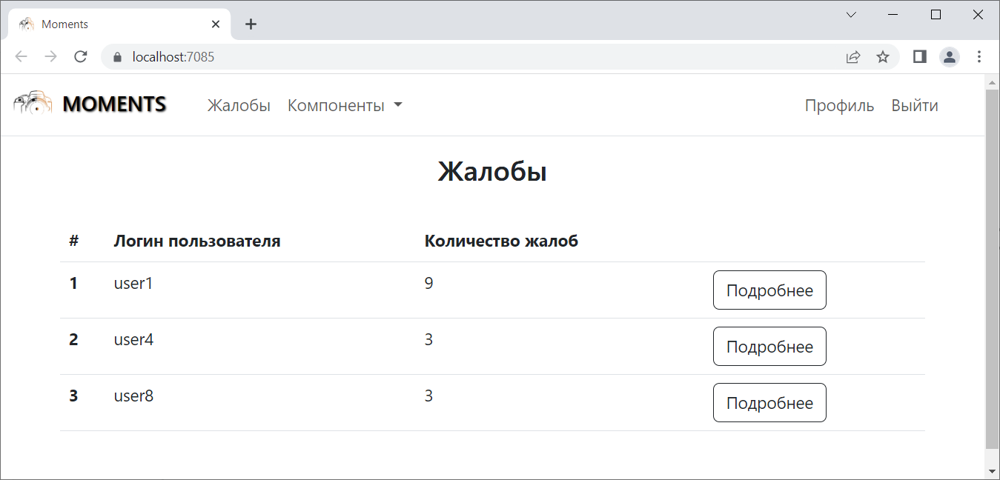 Moments
localhost:7085
MOMENTS Жалобы Компоненты Профиль Выйти
Жалобы
# Логин пользователя Количество жалоб
1 user1 9 Подробнее
2 user4 3 Подробнее
3 user8 3 Подробнее